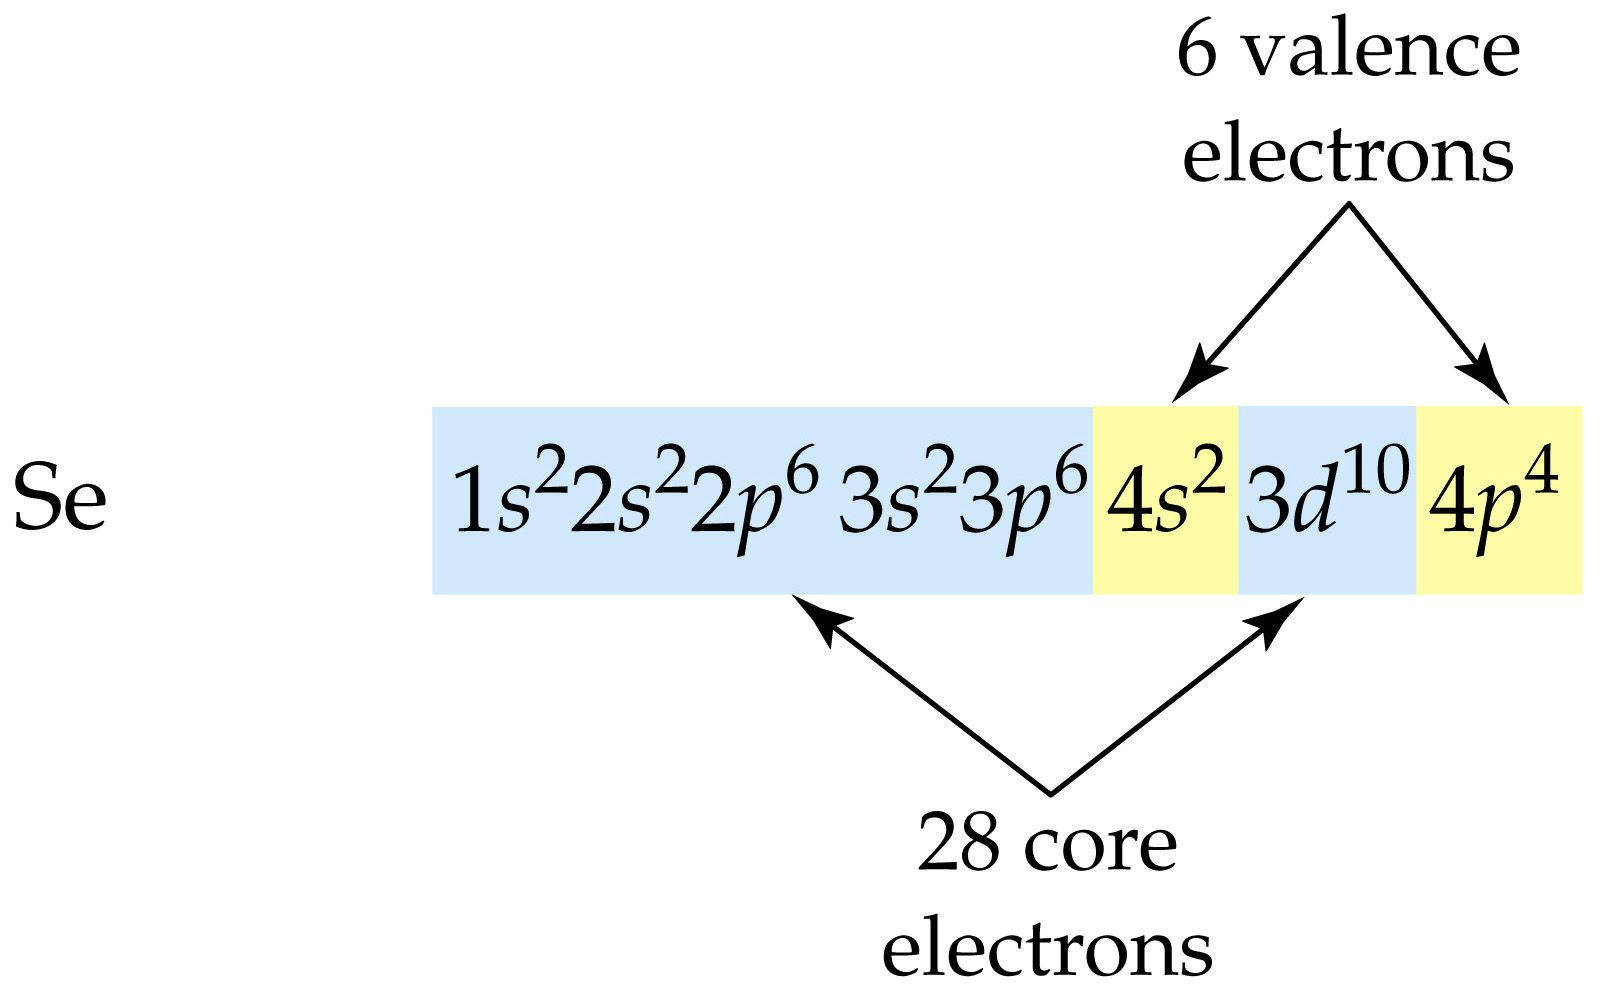 6 valence
electrons
Se 1s²2s²2p⁶ 3s²3p⁶ 4s² 3d¹⁰ 4p⁴
28 core
electrons